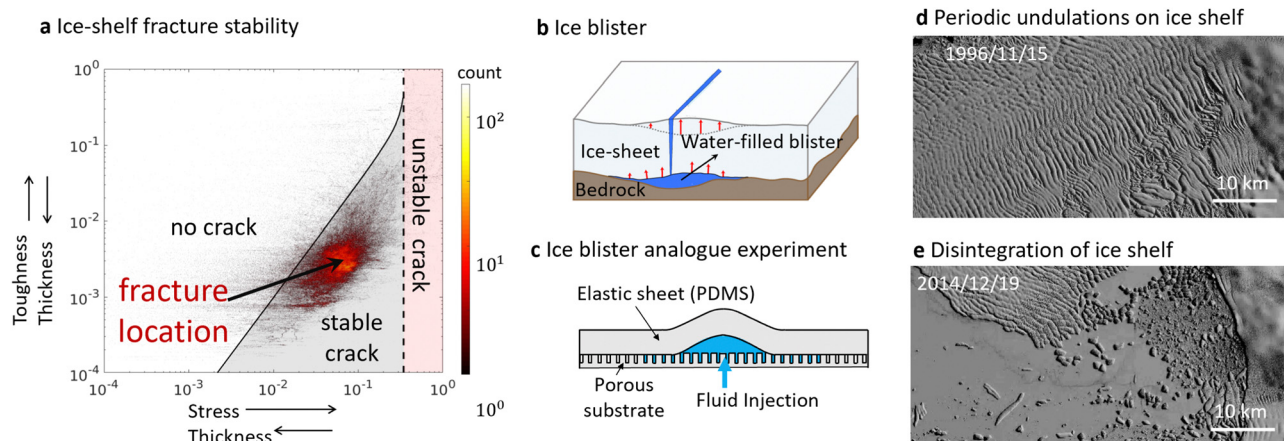 a Ice-shelf fracture stability
count
10^0
10^-1
10^-2
10^-3
10^-4
10^-4
10^-3
10^-2
10^-1
10^0
10^2
10^1
10^0
no crack
fracture
location
stable
crack
unstable crack
Toughness
Thickness
Stress
Thickness
b Ice blister
Ice-sheet
Water-filled blister
Bedrock
c Ice blister analogue experiment
Elastic sheet (PDMS)
Porous
substrate
Fluid Injection
d Periodic undulations on ice shelf
1996/11/15
10 km
e Disintegration of ice shelf
2014/12/19
10 km